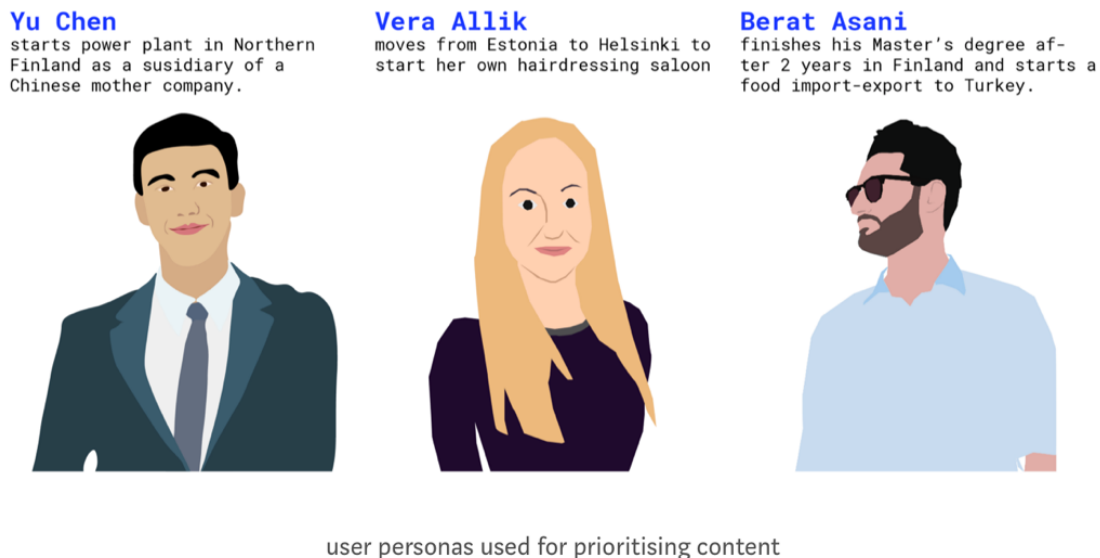 Yu Chen
starts power plant in Northern
Finland as a susidiary of a
Chinese mother company.
Vera Allik
moves from Estonia to Helsinki to
start her own hairdressing saloon
Berat Asani
finishes his Master's degree af-
ter 2 years in Finland and starts a
food import-export to Turkey.
user personas used for prioritising content